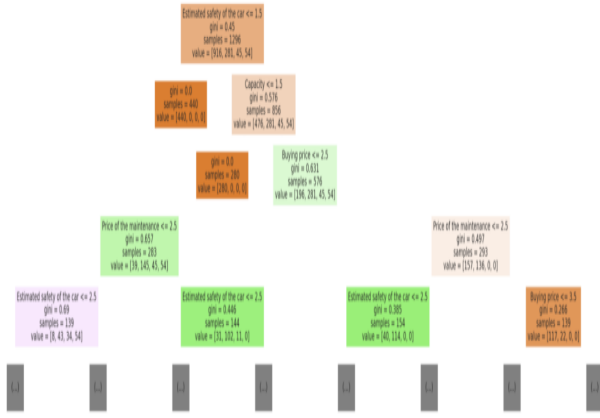 Estimated safety of the car <= 1.5
gini = 0.45
samples = 1296
value = [916, 281, 45, 54]
gini = 0.0
samples = 440
value = [440, 0, 0, 0]
Capacity <= 1.5
gini = 0.576
samples = 856
value = [476, 281, 45, 54]
gini = 0.0
samples = 280
value = [280, 0, 0, 0]
Buying price <= 2.5
gini = 0.631
samples = 576
value = [196, 281, 45, 54]
Price of the maintenance <= 2.5
gini = 0.657
samples = 283
value = [39, 145, 45, 54]
Price of the maintenance <= 2.5
gini = 0.497
samples = 293
value = [157, 136, 0, 0]
Estimated safety of the car <= 2.5
gini = 0.69
samples = 139
value = [8, 43, 34, 54]
Estimated safety of the car <= 2.5
gini = 0.446
samples = 144
value = [31, 102, 11, 0]
Estimated safety of the car <= 2.5
gini = 0.385
samples = 154
value = [40, 114, 0, 0]
Buying price <= 3.5
gini = 0.266
samples = 139
value = [117, 22, 0, 0]